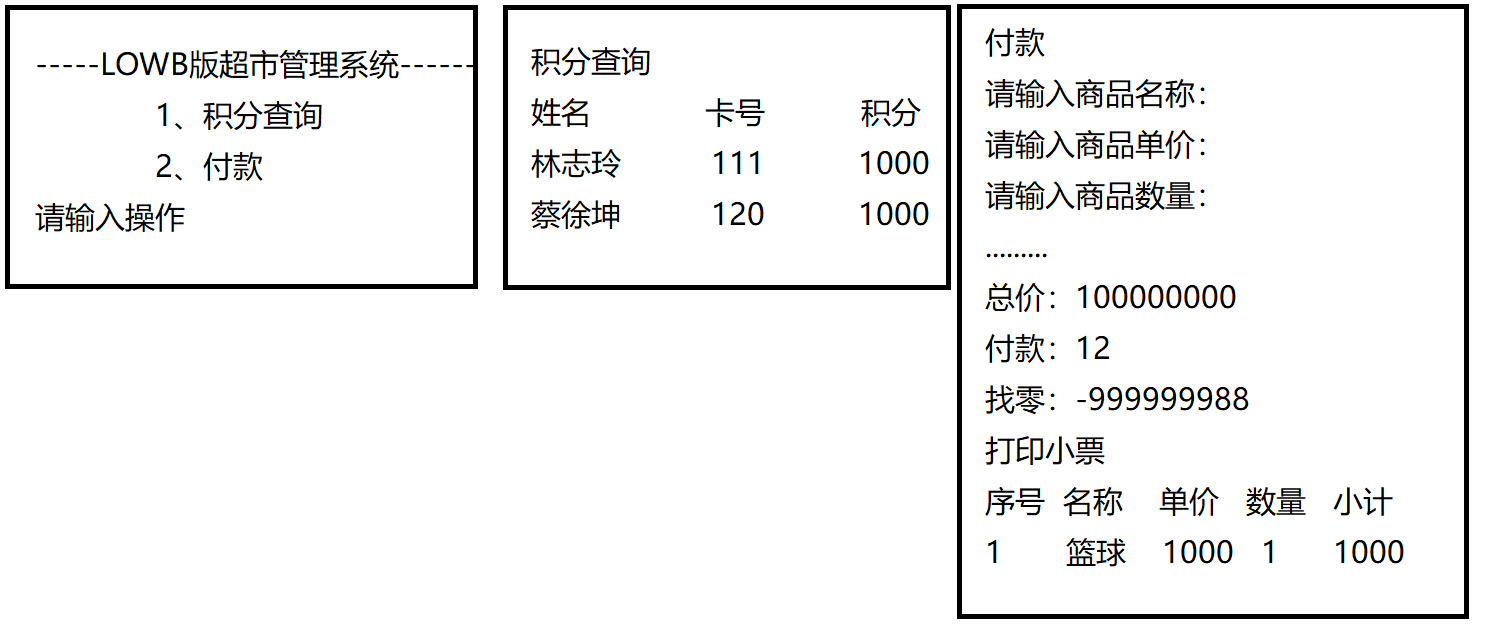 -----LOWB版超市管理系统------
1、积分查询
2、付款
请输入操作
积分查询
姓名 卡号 积分
林志玲 111 1000
蔡徐坤 120 1000
付款
请输入商品名称：
请输入商品单价：
请输入商品数量：
.........
总价：100000000
付款：12
找零：-999999988
打印小票
序号 名称 单价 数量 小计
1 篮球 1000 1 1000